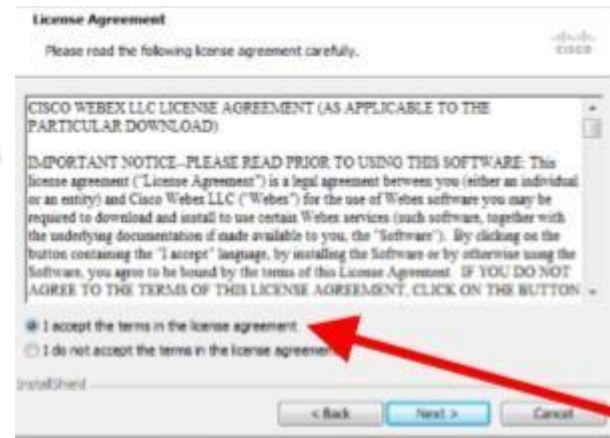 License Agreement
Please read the following license agreement carefully.
CISCO
CISCO WEBEX LLC LICENSE AGREEMENT (AS APPLICABLE TO THE
PARTICULAR DOWNLOAD)
IMPORTANT NOTICE--PLEASE READ PRIOR TO USING THIS SOFTWARE: This
license agreement ("License Agreement") is a legal agreement between you (either an individual
or an entity) and Cisco Webex LLC ("Webex") for the use of Webex software you may be
required to download and install to use certain Webex services (such software, together with
the underlying documentation if made available to you, the "Software"). By clicking on the
button containing the "I accept" language, by installing the Software or by otherwise using the
Software, you agree to be bound by the terms of this License Agreement. IF YOU DO NOT
AGREE TO THE TERMS OF THIS LICENSE AGREEMENT, CLICK ON THE BUTTON
I accept the terms in the license agreement
I do not accept the terms in the license agreement
InstallShield
< Back
Next >
Cancel